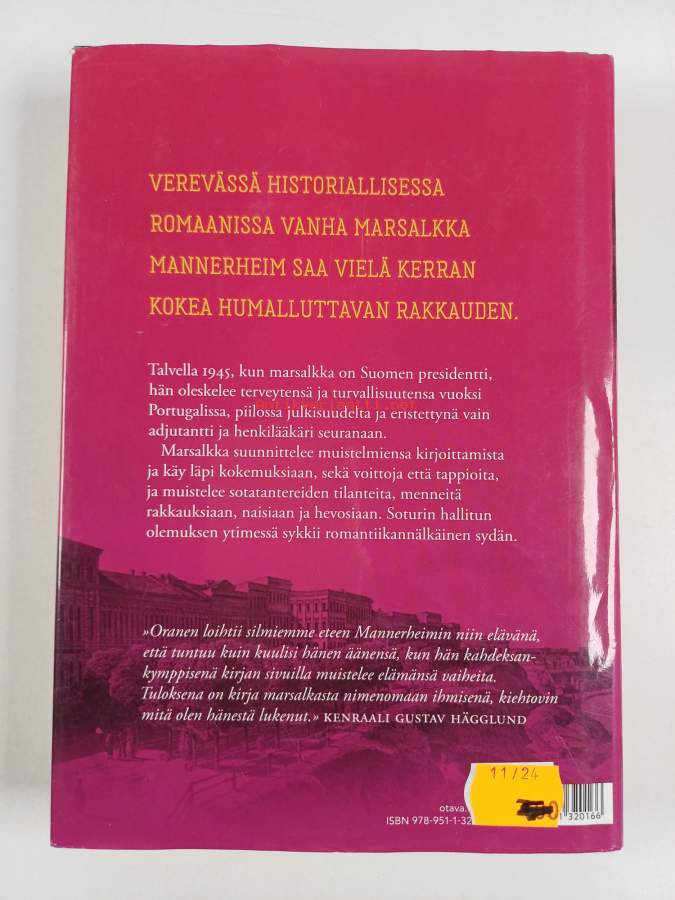 VEREVÄSSÄ HISTORIALLISESSA
ROMAANISSA VANHA MARSALKKA
MANNERHEIM SAA VIELÄ KERRAN
KOKEA HUMALLUTTAVAN RAKKAUDEN.
Talvella 1945, kun marsalkka on Suomen presidentti,
hän oleskelee terveytensä ja turvallisuutensa vuoksi
Portugalissa, piilossa julkisuudelta ja eristettynä vain
adjutantti ja henkilääkäri seuranaan.
Marsalkka suunnittelee muistelmiensa kirjoittamista
ja käy läpi kokemuksiaan, sekä voittoja että tappioita,
ja muistelee sotatantereiden tilanteita, menneitä
rakkauksiaan, naisiaan ja hevosiaan. Soturin hallitun
olemuksen ytimessä sykkii romantiikannälkäinen sydän.
»Oranen loihtii silmiemme eteen Mannerheimin niin elävänä,
että tuntuu kuin kuulisi hänen äänensä, kun hän kahdeksan-
kymppisenä kirjan sivuilla muistelee elämänsä vaiheita.
Tuloksena on kirja marsalkasta nimenomaan ihmisenä, kiehtovin
mitä olen hänestä lukenut.» KENRAALI GUSTAV HÄGGLUND
11/24
otava.
ISBN 978-951-1-32
1 320166